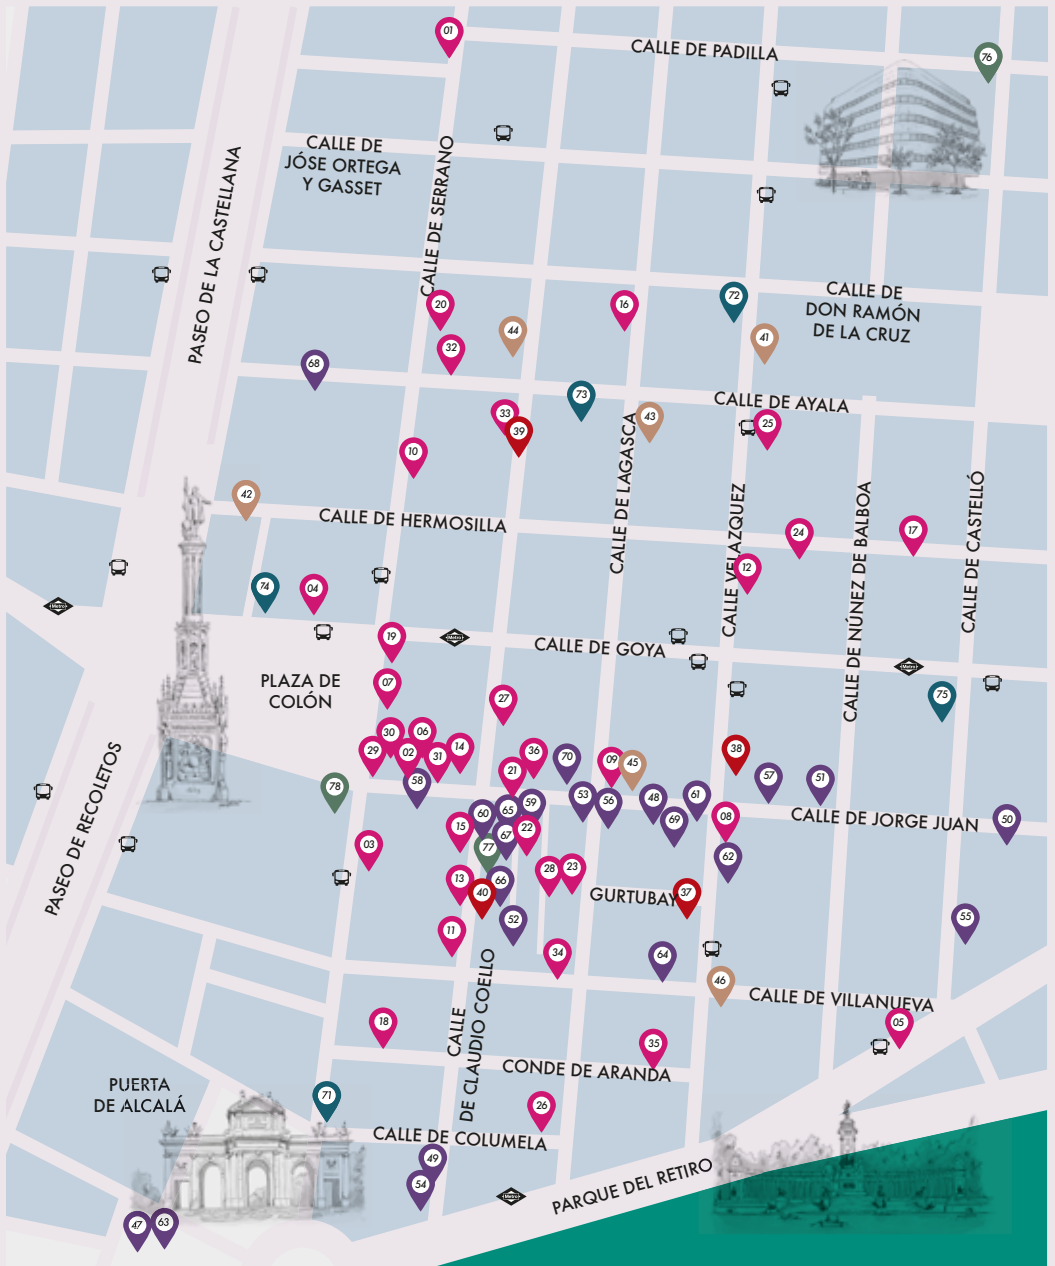 01
CALLE DE PADILLA
76
CALLE DE
JÓSE ORTEGA
Y GASSET
CALLE DE SERRANO
PASEO DE LA CASTELLANA
20
16
72
CALLE DE
DON RAMÓN
DE LA CRUZ
44
41
32
68
73
CALLE DE AYALA
33
39
43
25
10
CALLE DE LAGASCA
42
CALLE DE HERMOSILLA
CALLE VELAZQUEZ
CALLE DE NÚNEZ DE BALBOA
CALLE DE CASTELLÓ
24
17
12
74
04
Metro
19
Metro
CALLE DE GOYA
Metro
PLAZA DE
COLÓN
07
27
75
30
06
29
02
31
14
36
70
09
45
38
21
58
57
51
78
PASEO DE RECOLETOS
53
56
48
61
59
65
60
69
08
CALLE DE JORGE JUAN
50
15
67
22
03
77
62
28
23
13
66
40
GURTUBAY
37
52
55
11
34
64
46
CALLE DE VILLANUEVA
CALLE
DE CLAUDIO COELLO
18
05
35
CONDE DE ARANDA
PUERTA
DE ALCALÁ
71
26
CALLE DE COLUMELA
49
54
Metro
PARQUE DEL RETIRO
47
63